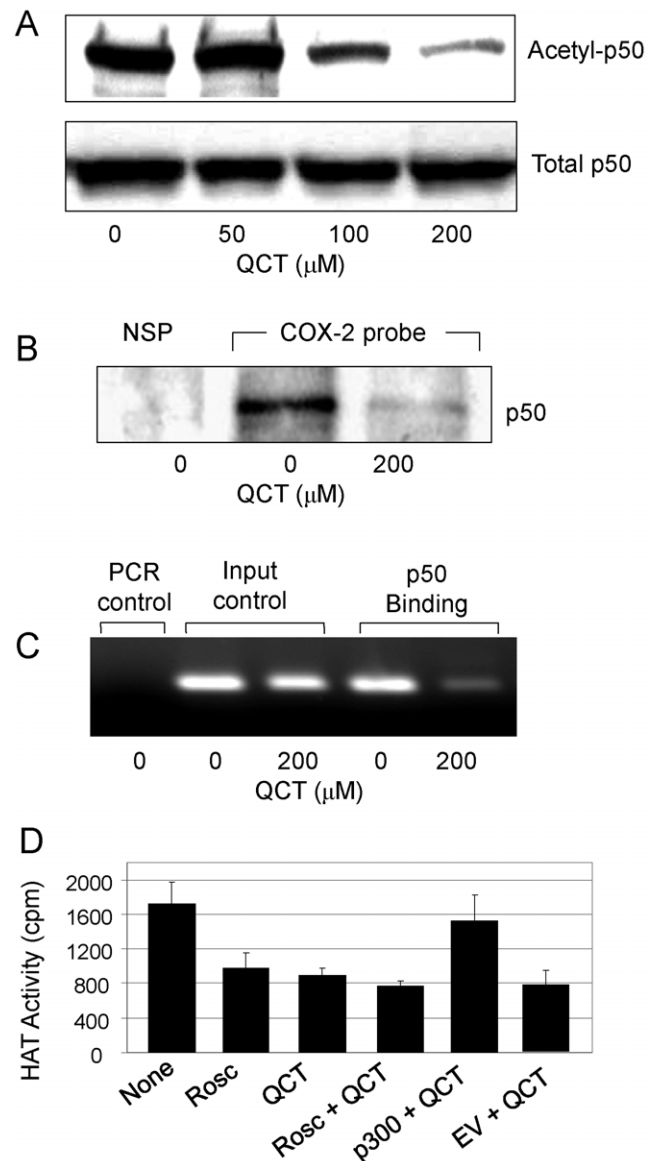 A
Acetyl-p50
Total p50
0 50 100 200
QCT (μM)
B
NSP COX-2 probe
p50
0 0 200
QCT (μM)
C
PCR control Input control p50 Binding
0 0 200 0 200
QCT (μM)
D
HAT Activity (cpm)
2000
1600
1200
800
400
0
None Rosc QCT Rosc + QCT p300 + QCT EV + QCT